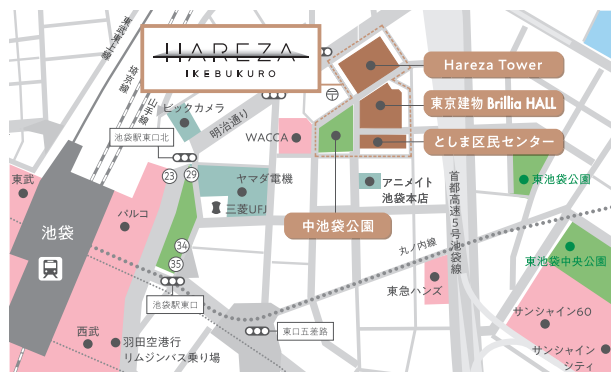 HAREZA
IKEBUKURO
Hareza Tower
東京建物 Brillia HALL
としま区民センター
中池袋公園
東武東上線
埼京線
山手線
ビックカメラ
明治通り
WACCA
池袋駅東口北
23
29
ヤマダ電機
三菱UFJ
アニメイト
池袋本店
首都高速5号池袋線
東池袋公園
東池袋中央公園
東武
パルコ
池袋
34
35
池袋駅東口
丸ノ内線
東急ハンズ
東口五差路
西武
羽田空港行
リムジンバス乗り場
サンシャイン60
サンシャイン
シティ